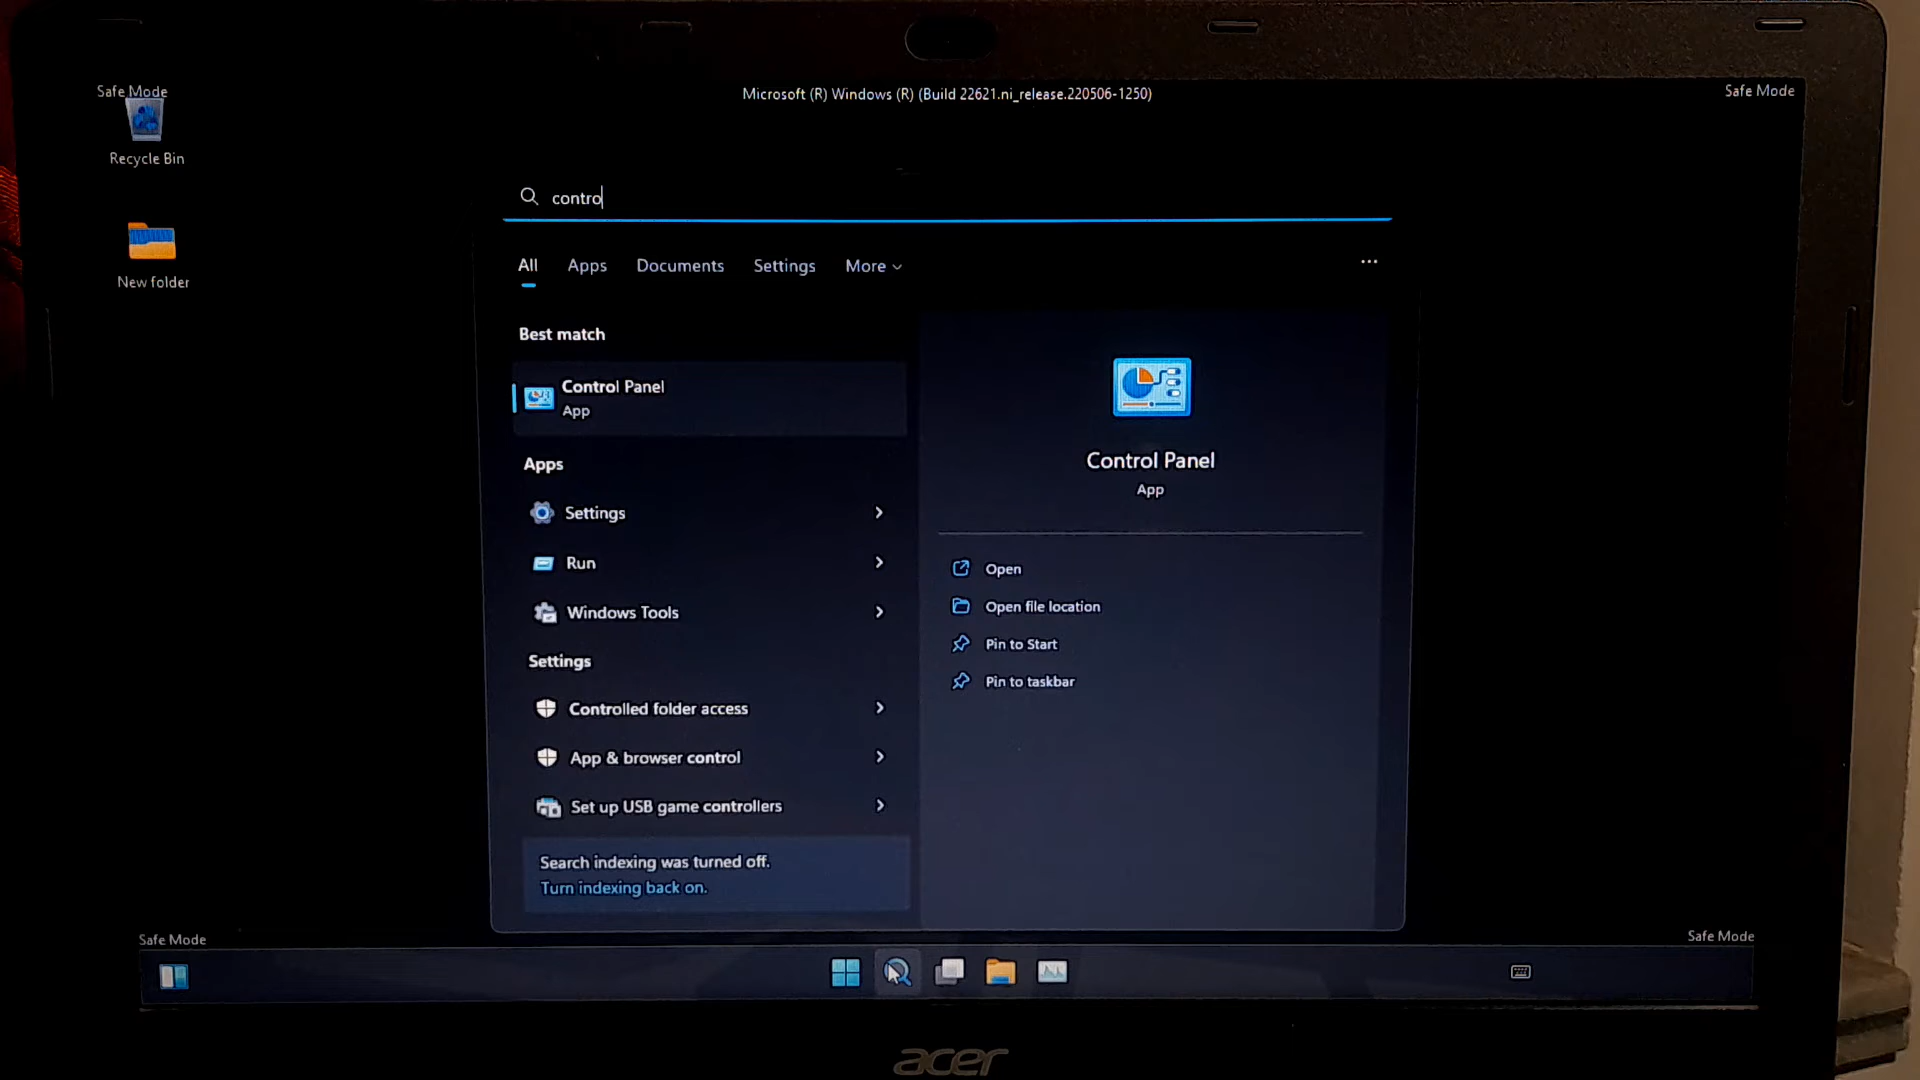 Safe Mode
Microsoft (R) Windows (R) (Build 22621.ni_release.220506-1250)
Safe Mode
Recycle Bin
New folder
contro
All Apps Documents Settings More
Best match
Control Panel
App
Apps
Settings
Run
Windows Tools
Settings
Controlled folder access
App & browser control
Set up USB game controllers
Search indexing was turned off.
Turn indexing back on.
Control Panel
App
Open
Open file location
Pin to Start
Pin to taskbar
Safe Mode
Safe Mode
acer